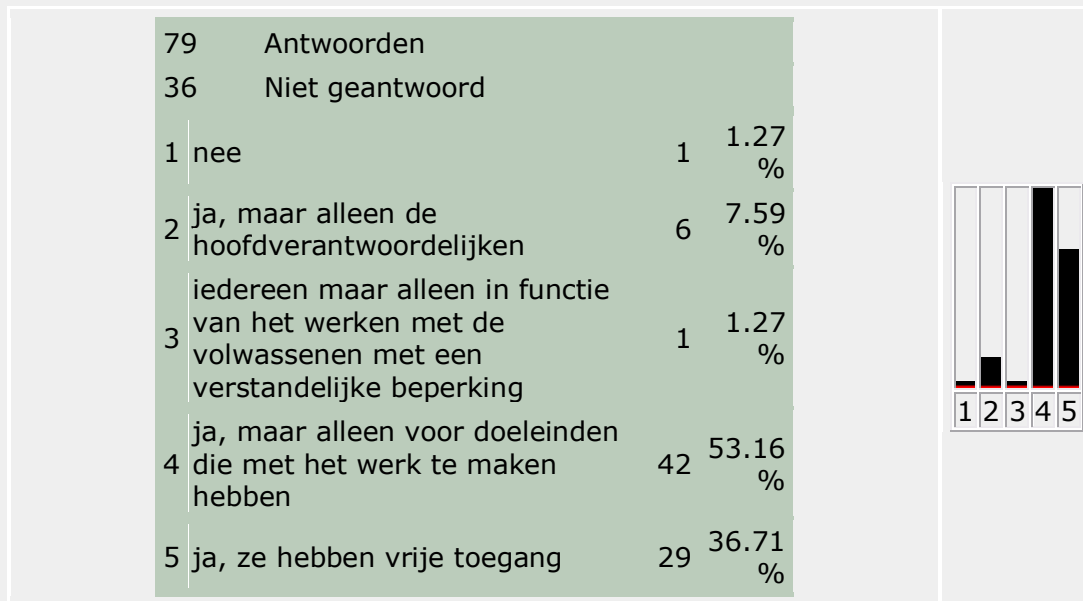 79 Antwoorden
36 Niet geantwoord
1 nee 1 1.27 %
2 ja, maar alleen de
hoofdverantwoordelijken 6 7.59 %
3 iedereen maar alleen in functie
van het werken met de
volwassenen met een
verstandelijke beperking 1 1.27 %
4 ja, maar alleen voor doeleinden
die met het werk te maken
hebben 42 53.16 %
5 ja, ze hebben vrije toegang 29 36.71 %
1 2 3 4 5